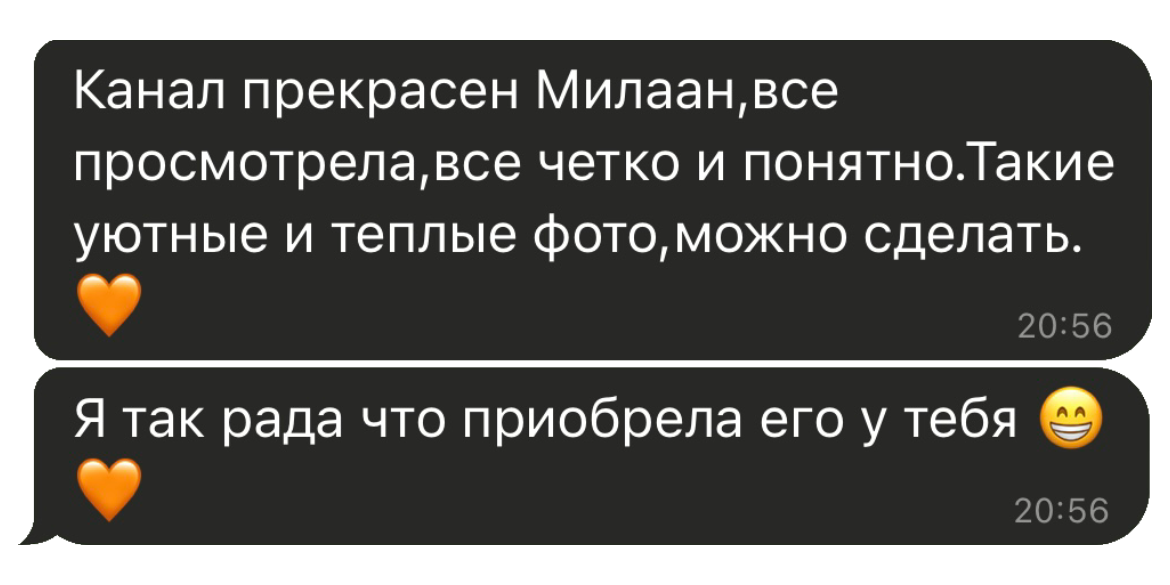 Канал прекрасен Милаан,все
просмотрела,все четко и понятно.Такие
уютные и теплые фото,можно сделать.
🧡
20:56
Я так рада что приобрела его у тебя 😁
🧡
20:56